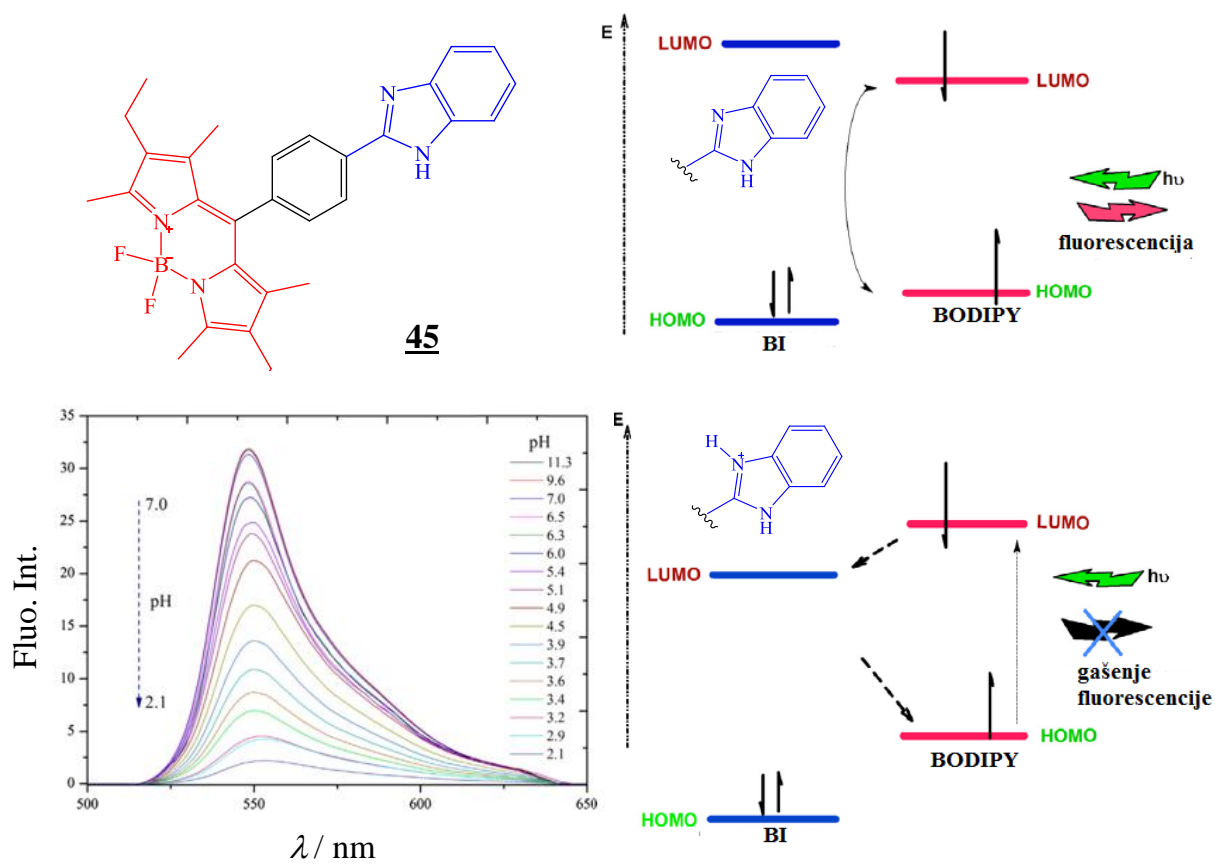 N
N
H
N
+
B
-
F
F
N
45
E
LUMO
N
N
H
HOMO
BI
LUMO
hυ
fluorescencija
HOMO
BODIPY
35
30
25
20
15
10
5
0
500
550
600
650
Fluo. Int.
λ / nm
7.0
pH
2.1
pH
11.3
9.6
7.0
6.5
6.3
6.0
5.4
5.1
4.9
4.5
3.9
3.7
3.6
3.4
3.2
2.9
2.1
E
H
N
+
N
H
LUMO
HOMO
BI
LUMO
hυ
gašenje
fluorescencije
HOMO
BODIPY